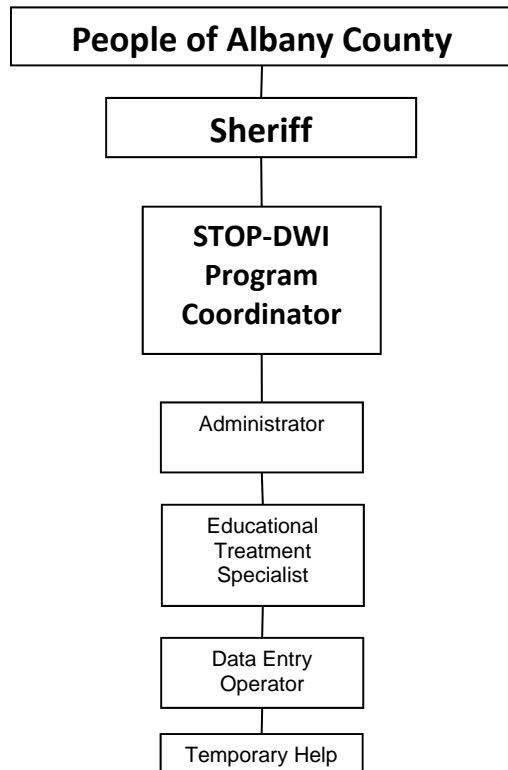 People of Albany County
Sheriff
STOP-DWI
Program
Coordinator
Administrator
Educational
Treatment
Specialist
Data Entry
Operator
Temporary Help